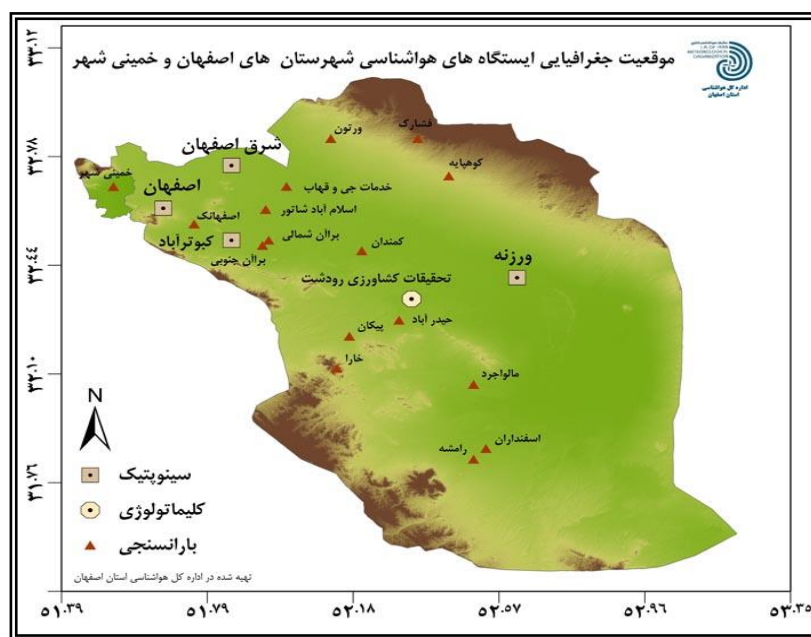 موقعیت جغرافیایی ایستگاه های هواشناسی شهرستان های اصفهان و خمینی شهر
اداره کل هواشناسی
استان اصفهان
۳۳.۱۲
۳۲.۷۸
۳۲.۴۴
۳۲.۱۰
۳۱.۷۶
فشارک
ورتون
شرق اصفهان
کوهپایه
خمینی شهر
خدمات جی و قهاب
اصفهان
اسلام آباد شاتور
اصفهانک
کبوترآباد
براآن شمالی
براآن جنوبی
کمندان
ورزنه
تحقیقات کشاورزی رودشت
حیدر آباد
پیکان
خارا
مالواجرد
اسفنداران
رامشه
N
سینوپتیک
کلیماتولوژی
بارانسنجی
تهیه شده در اداره کل هواشناسی استان اصفهان
۵۱.۳۹ ۵۱.۷۹ ۵۲.۱۸ ۵۲.۵۷ ۵۲.۹۶ ۵۳.۳۵